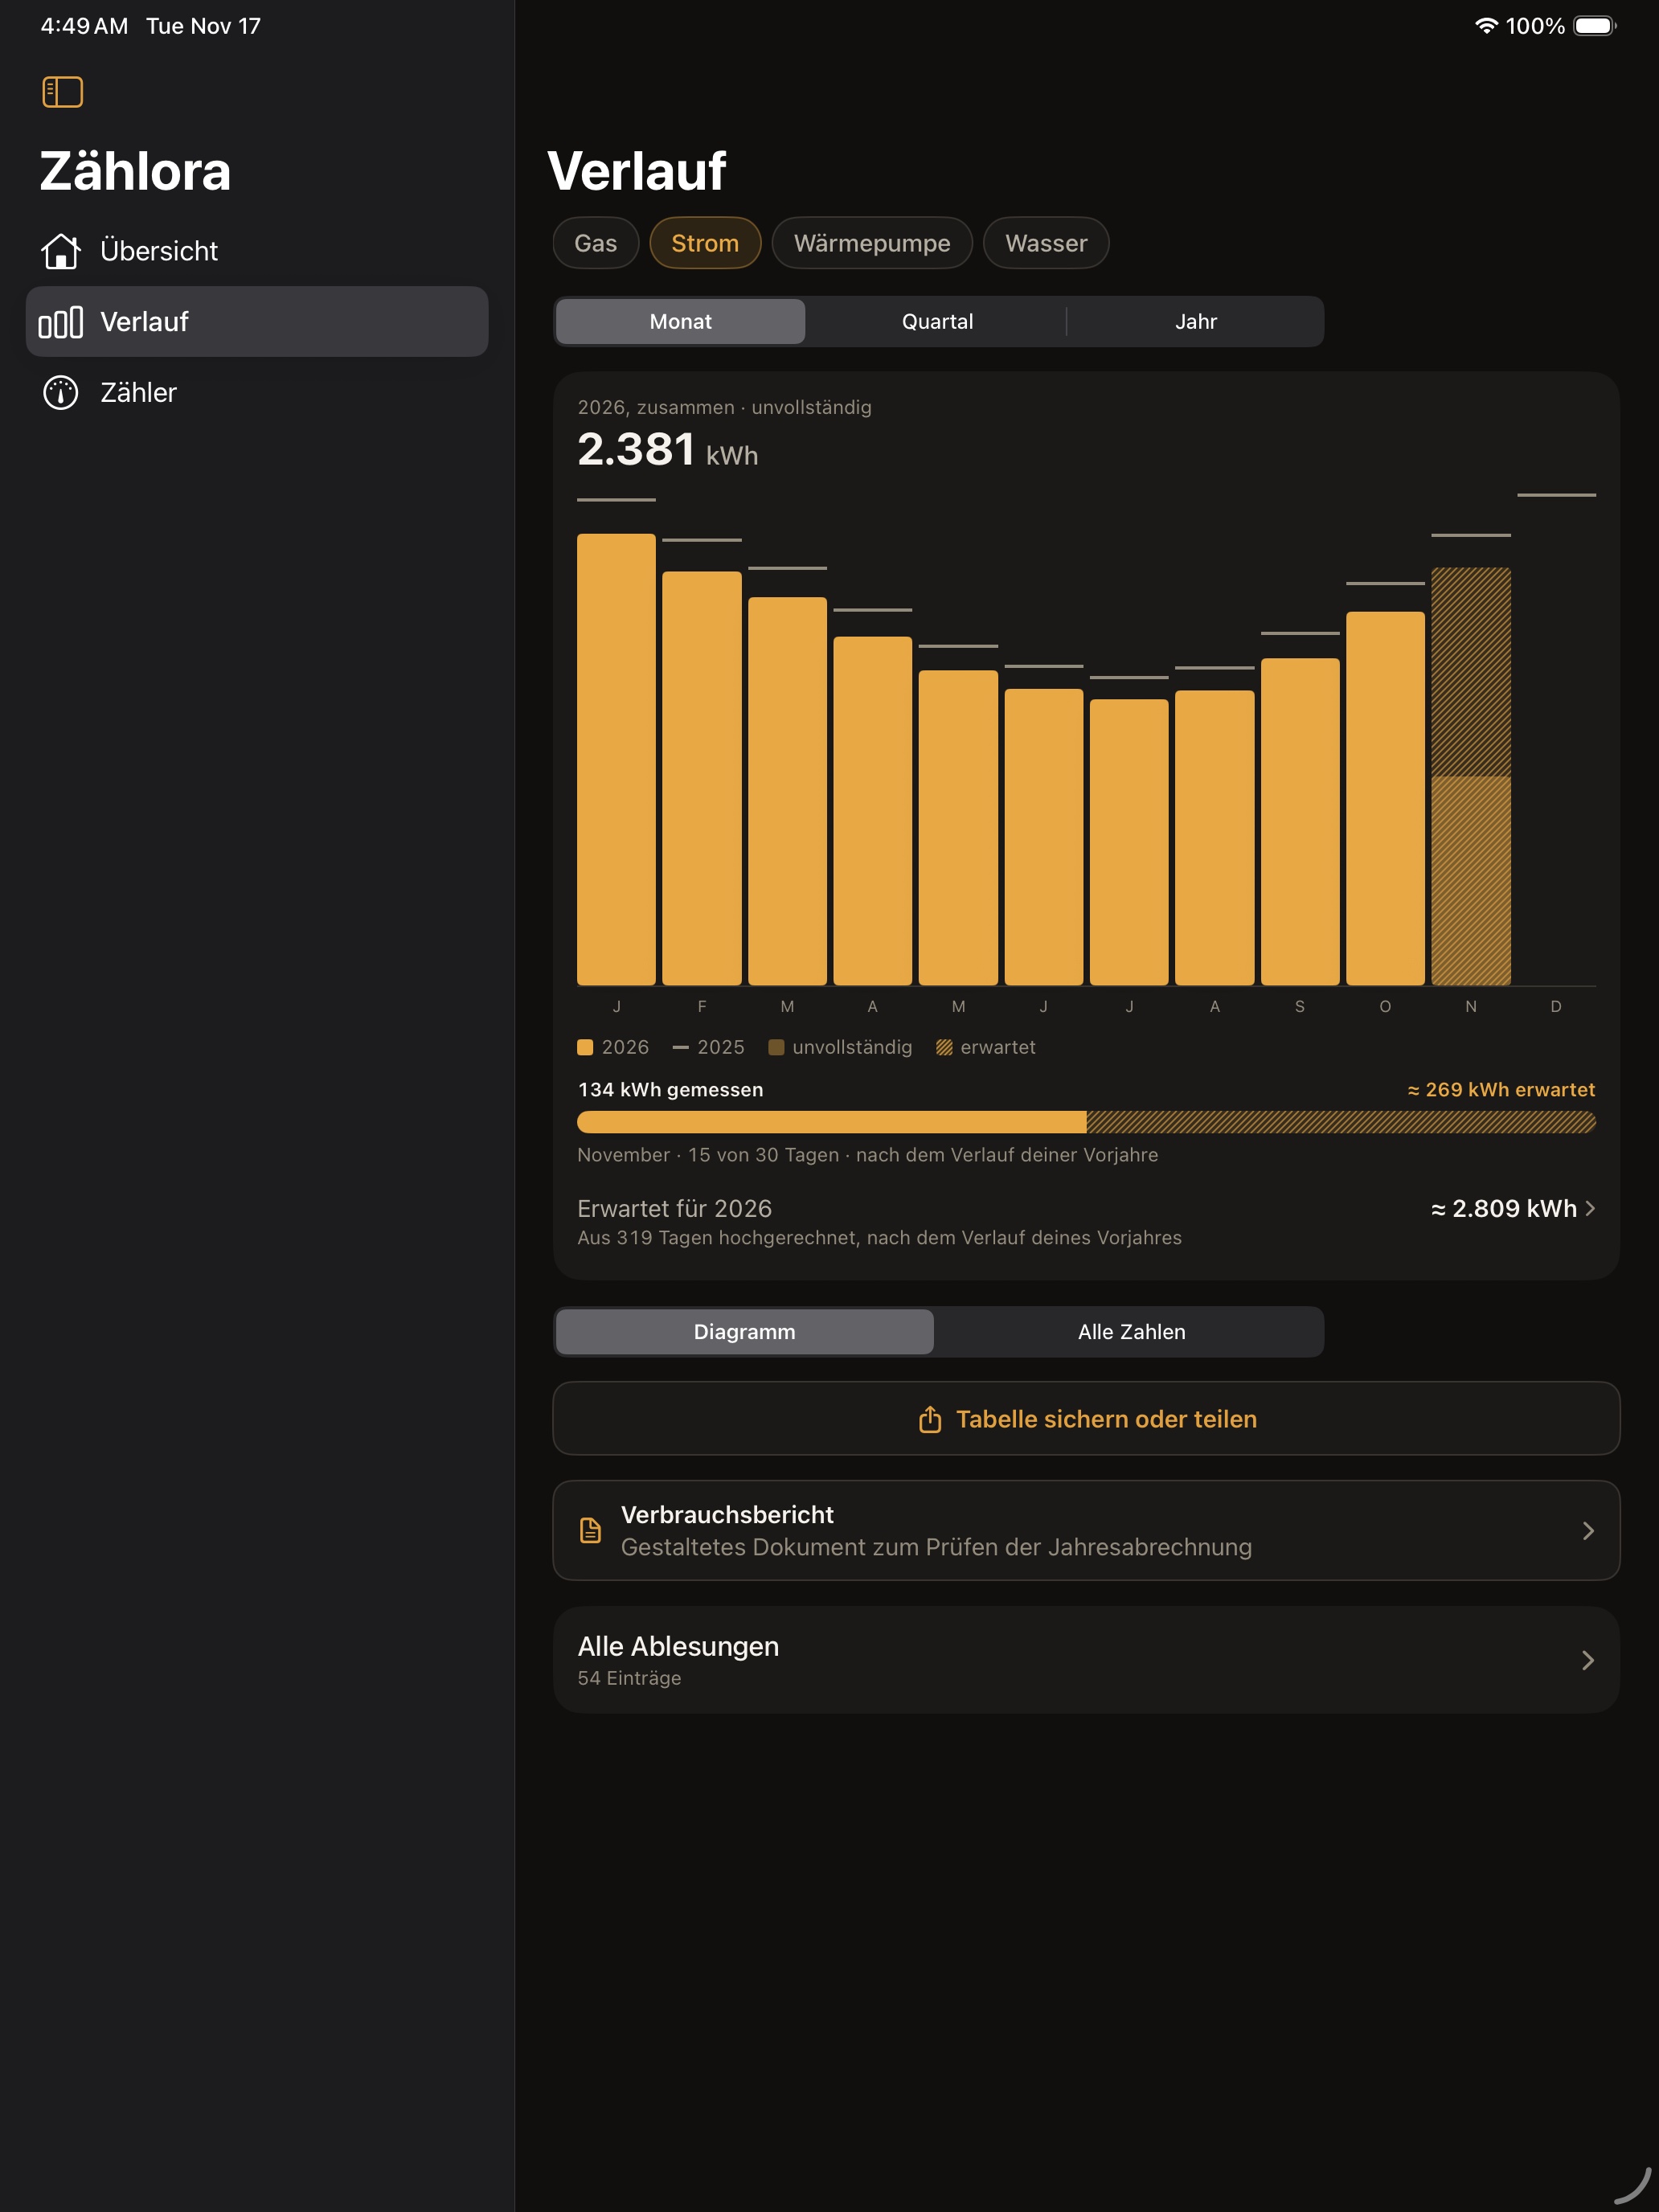 4:49 AM Tue Nov 17
100%
Zählora
Übersicht
Verlauf
Zähler
Verlauf
Gas
Strom
Wärmepumpe
Wasser
Monat
Quartal
Jahr
2026, zusammen · unvollständig
2.381 kWh
J F M A M J J A S O N D
2026
2025
unvollständig
erwartet
134 kWh gemessen
≈ 269 kWh erwartet
November · 15 von 30 Tagen · nach dem Verlauf deiner Vorjahre
Erwartet für 2026
≈ 2.809 kWh
Aus 319 Tagen hochgerechnet, nach dem Verlauf deines Vorjahres
Diagramm
Alle Zahlen
Tabelle sichern oder teilen
Verbrauchsbericht
Gestaltetes Dokument zum Prüfen der Jahresabrechnung
Alle Ablesungen
54 Einträge